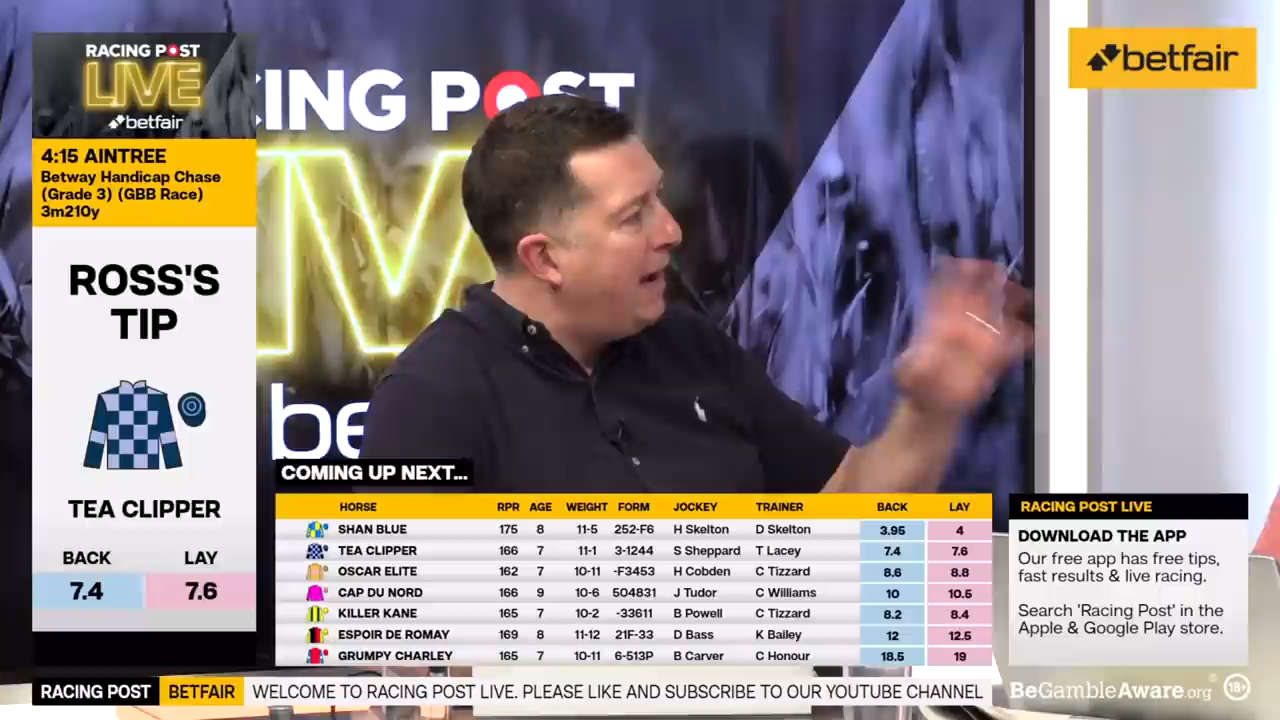 RACING POST
LIVE
betfair
4:15 AINTREE
Betway Handicap Chase
(Grade 3) (GBB Race)
3m210y
ROSS'S
TIP
TEA CLIPPER
BACK LAY
7.4 7.6
ING POST
be
betfair
COMING UP NEXT...
HORSE RPR AGE WEIGHT FORM JOCKEY TRAINER BACK LAY
SHAN BLUE 175 8 11-5 252-F6 H Skelton D Skelton 3.95 4
TEA CLIPPER 166 7 11-1 3-1244 S Sheppard T Lacey 7.4 7.6
OSCAR ELITE 162 7 10-11 -F3453 H Cobden C Tizzard 8.6 8.8
CAP DU NORD 166 9 10-6 504831 J Tudor C Williams 10 10.5
KILLER KANE 165 7 10-2 -33611 B Powell C Tizzard 8.2 8.4
ESPOIR DE ROMAY 169 8 11-12 21F-33 D Bass K Bailey 12 12.5
GRUMPY CHARLEY 165 7 10-11 6-513P B Carver C Honour 18.5 19
RACING POST LIVE
DOWNLOAD THE APP
Our free app has free tips,
fast results & live racing.
Search 'Racing Post' in the
Apple & Google Play store.
RACING POST BETFAIR WELCOME TO RACING POST LIVE. PLEASE LIKE AND SUBSCRIBE TO OUR YOUTUBE CHANNEL
BeGambleAware.org® 18+